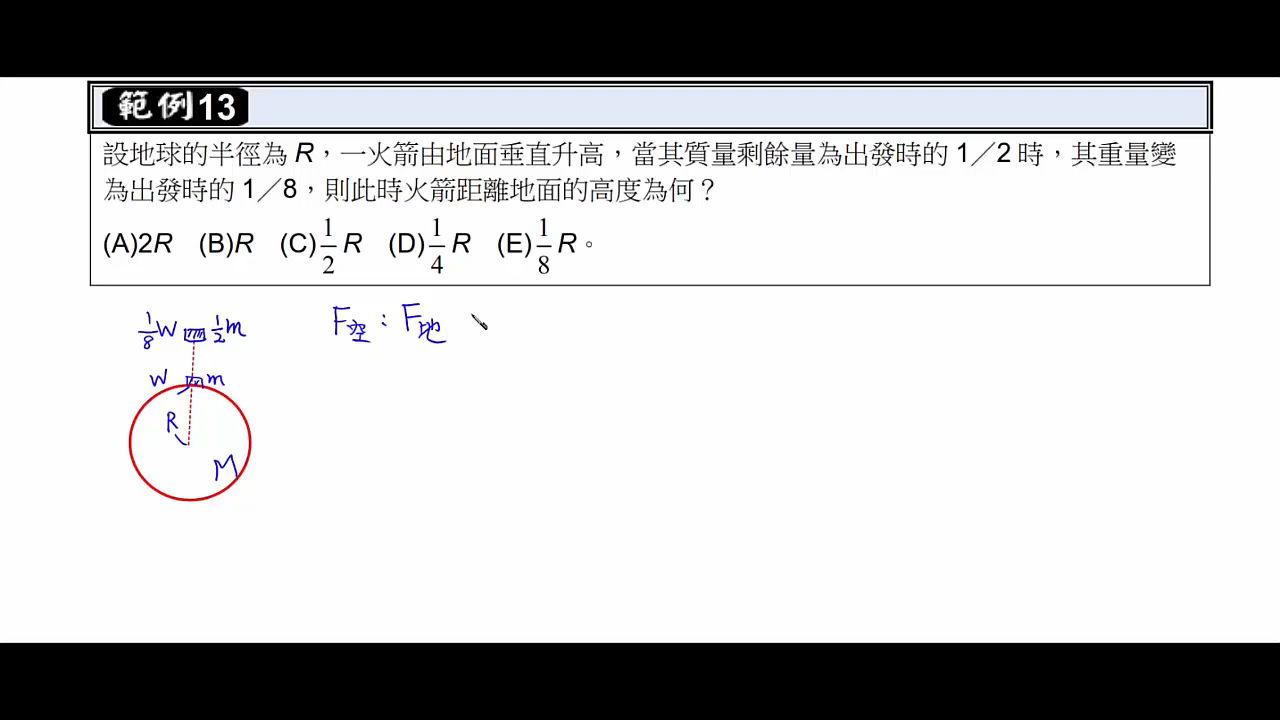 範例13
設地球的半徑為 R，一火箭由地面垂直升高，當其質量剩餘量為出發時的 1／2 時，其重量變
為出發時的 1／8，則此時火箭距離地面的高度為何？
(A)2R (B)R (C)1/2 R (D)1/4 R (E)1/8 R。
1/8 W 1/2 m F空：F地
W m
R
M